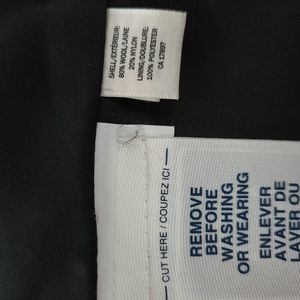 SHELL/EXTÉRIEUR:
80% WOOL/LAINE
20% NYLON
LINING/DOUBLURE:
100% POLYESTER
CA 17897
— CUT HERE / COUPEZ ICI —
REMOVE
BEFORE
WASHING
OR WEARING
ENLEVER
AVANT DE
LAVER OU